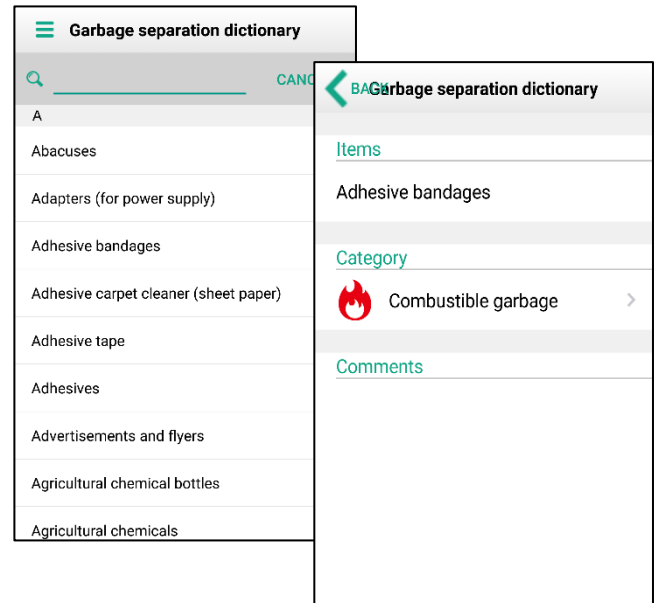 Garbage separation dictionary
CANC
A
Abacuses
Adapters (for power supply)
Adhesive bandages
Adhesive carpet cleaner (sheet paper)
Adhesive tape
Adhesives
Advertisements and flyers
Agricultural chemical bottles
Agricultural chemicals
BACK
Garbage separation dictionary
Items
Adhesive bandages
Category
Combustible garbage
Comments